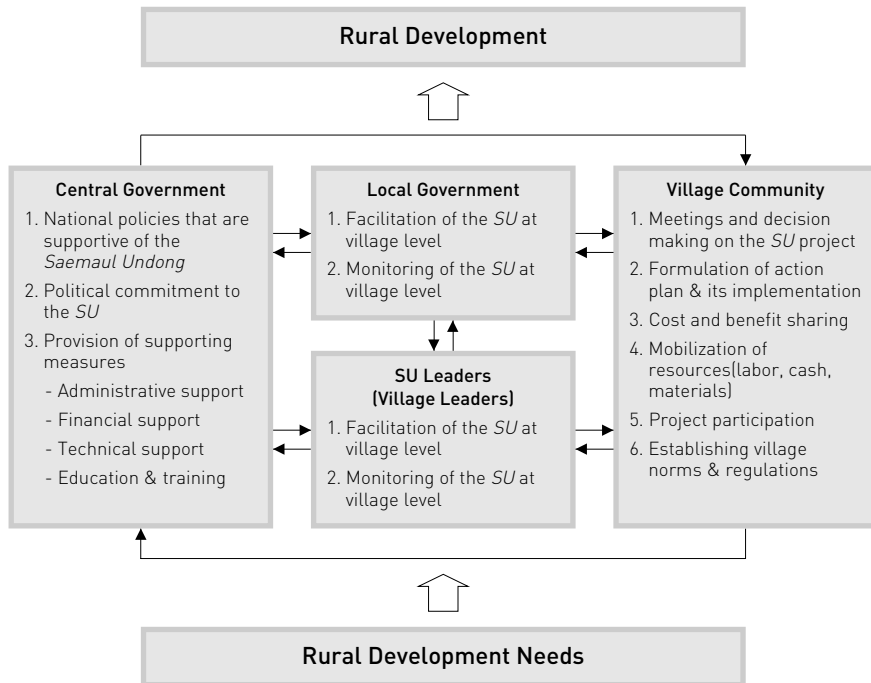 Rural Development
Central Government
1. National policies that are
supportive of the
Saemaul Undong
2. Political commitment to
the SU
3. Provision of supporting
measures
- Administrative support
- Financial support
- Technical support
- Education & training
Local Government
1. Facilitation of the SU at
village level
2. Monitoring of the SU at
village level
SU Leaders
(Village Leaders)
1. Facilitation of the SU at
village level
2. Monitoring of the SU at
village level
Village Community
1. Meetings and decision
making on the SU project
2. Formulation of action
plan & its implementation
3. Cost and benefit sharing
4. Mobilization of
resources(labor, cash,
materials)
5. Project participation
6. Establishing village
norms & regulations
Rural Development Needs